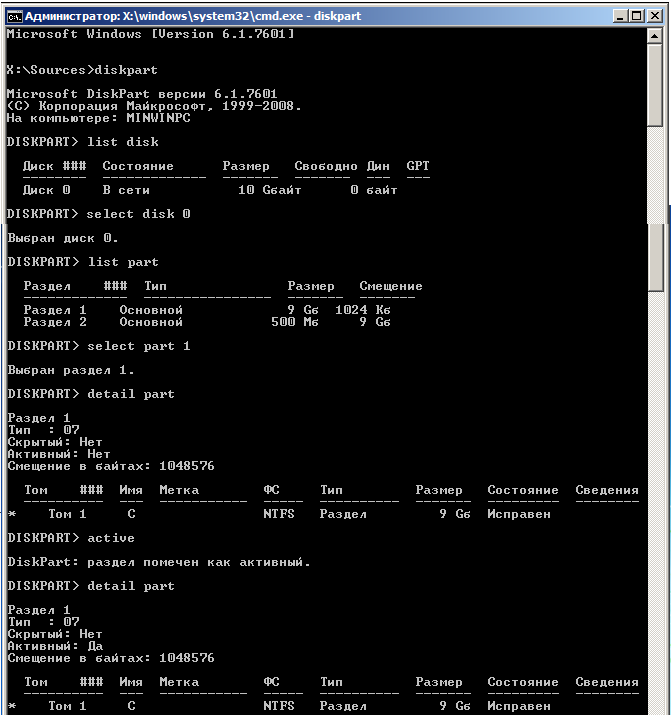 Администратор: X:\windows\system32\cmd.exe - diskpart
Microsoft Windows [Version 6.1.7601]
X:\Sources>diskpart
Microsoft DiskPart версии 6.1.7601
(C) Корпорация Майкрософт, 1999-2008.
На компьютере: MINWINPC
DISKPART> list disk
Диск ### Состояние Размер Свободно Дин GPT
-------- ------------- ------- ------- --- ---
Диск 0 В сети 10 Gбайт 0 байт
DISKPART> select disk 0
Выбран диск 0.
DISKPART> list part
Раздел ### Тип Размер Смещение
------------- ---------------- ------- -------
Раздел 1 Основной 9 Gб 1024 Kб
Раздел 2 Основной 500 Mб 9 Gб
DISKPART> select part 1
Выбран раздел 1.
DISKPART> detail part
Раздел 1
Тип : 07
Скрытый: Нет
Активный: Нет
Смещение в байтах: 1048576
Том ### Имя Метка ФС Тип Размер Состояние Сведения
---------- --- ----------- ----- ---------- ------- --------- --------
* Том 1 C NTFS Раздел 9 Gб Исправен
DISKPART> active
DiskPart: раздел помечен как активный.
DISKPART> detail part
Раздел 1
Тип : 07
Скрытый: Нет
Активный: Да
Смещение в байтах: 1048576
Том ### Имя Метка ФС Тип Размер Состояние Сведения
---------- --- ----------- ----- ---------- ------- --------- --------
* Том 1 C NTFS Раздел 9 Gб Исправен